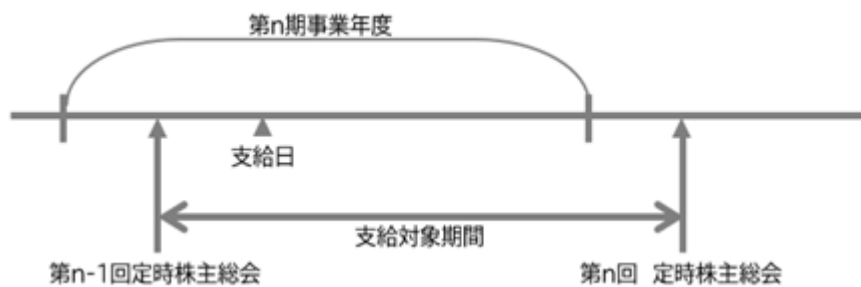 第n期事業年度
支給日
支給対象期間
第n-1回定時株主総会
第n回 定時株主総会